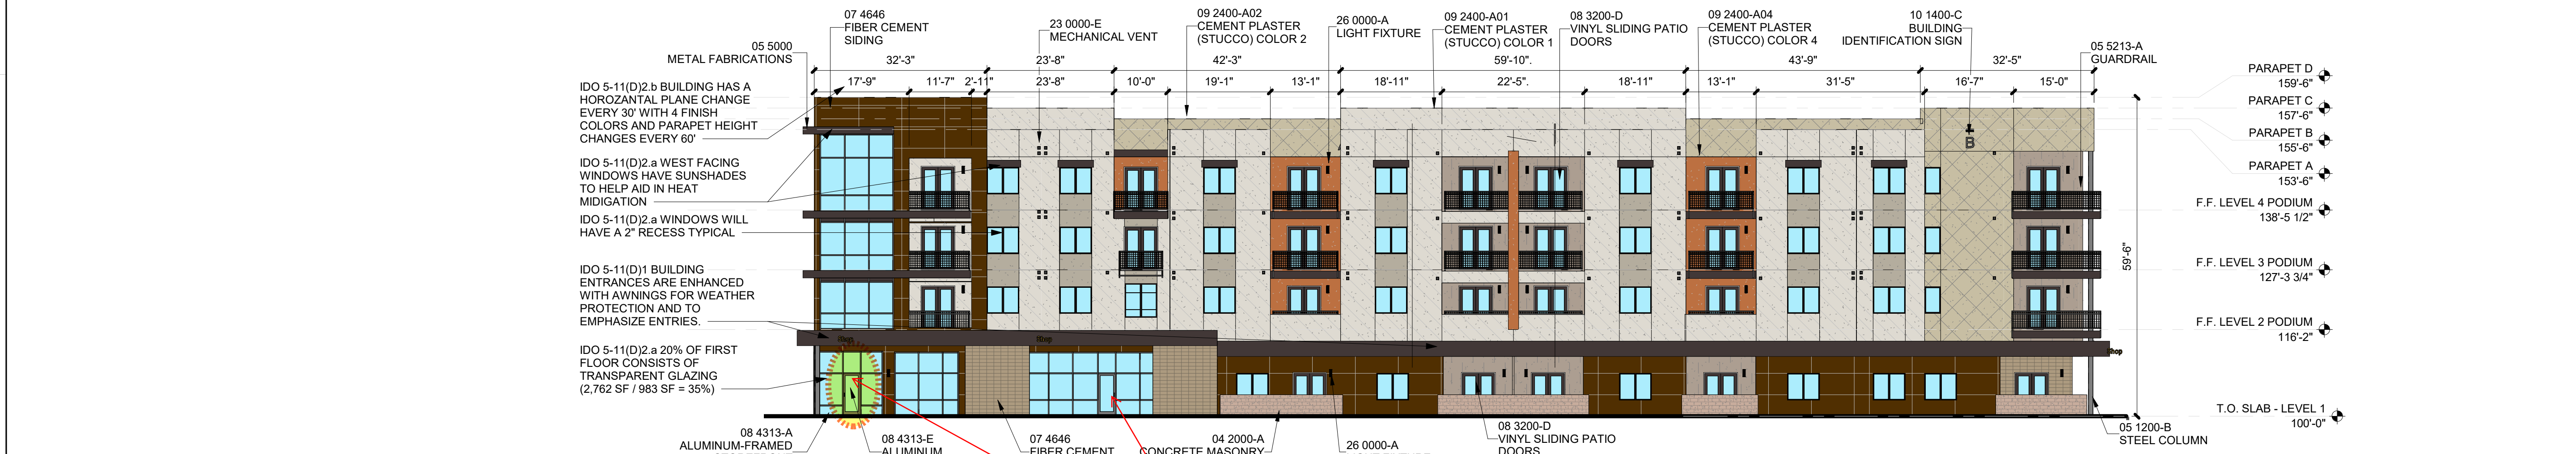 07 4646
FIBER CEMENT
SIDING
05 5000
METAL FABRICATIONS
23 0000-E
MECHANICAL VENT
09 2400-A02
CEMENT PLASTER
(STUCCO) COLOR 2
26 0000-A
LIGHT FIXTURE
09 2400-A01
CEMENT PLASTER
(STUCCO) COLOR 1
08 3200-D
VINYL SLIDING PATIO
DOORS
09 2400-A04
CEMENT PLASTER
(STUCCO) COLOR 4
10 1400-C
BUILDING
IDENTIFICATION SIGN
05 5213-A
GUARDRAIL
32'-3"
23'-8"
42'-3"
59'-10".
43'-9"
32'-5"
17'-9"
11'-7"
2'-11"
23'-8"
10'-0"
19'-1"
13'-1"
18'-11"
22'-5".
18'-11"
13'-1"
31'-5"
16'-7"
15'-0"
IDO 5-11(D)2.b BUILDING HAS A
HOROZANTAL PLANE CHANGE
EVERY 30' WITH 4 FINISH
COLORS AND PARAPET HEIGHT
CHANGES EVERY 60'
IDO 5-11(D)2.a WEST FACING
WINDOWS HAVE SUNSHADES
TO HELP AID IN HEAT
MIDIGATION
IDO 5-11(D)2.a WINDOWS WILL
HAVE A 2" RECESS TYPICAL
IDO 5-11(D)1 BUILDING
ENTRANCES ARE ENHANCED
WITH AWNINGS FOR WEATHER
PROTECTION AND TO
EMPHASIZE ENTRIES.
IDO 5-11(D)2.a 20% OF FIRST
FLOOR CONSISTS OF
TRANSPARENT GLAZING
(2,762 SF / 983 SF = 35%)
B
Shop
Shop
Shop
59'-6"
PARAPET D
159'-6"
PARAPET C
157'-6"
PARAPET B
155'-6"
PARAPET A
153'-6"
F.F. LEVEL 4 PODIUM
138'-5 1/2"
F.F. LEVEL 3 PODIUM
127'-3 3/4"
F.F. LEVEL 2 PODIUM
116'-2"
T.O. SLAB - LEVEL 1
100'-0"
08 4313-A
ALUMINUM-FRAMED
08 4313-E
ALUMINUM
07 4646
FIBER CEMENT
04 2000-A
CONCRETE MASONRY
26 0000-A
08 3200-D
VINYL SLIDING PATIO
DOORS
05 1200-B
STEEL COLUMN